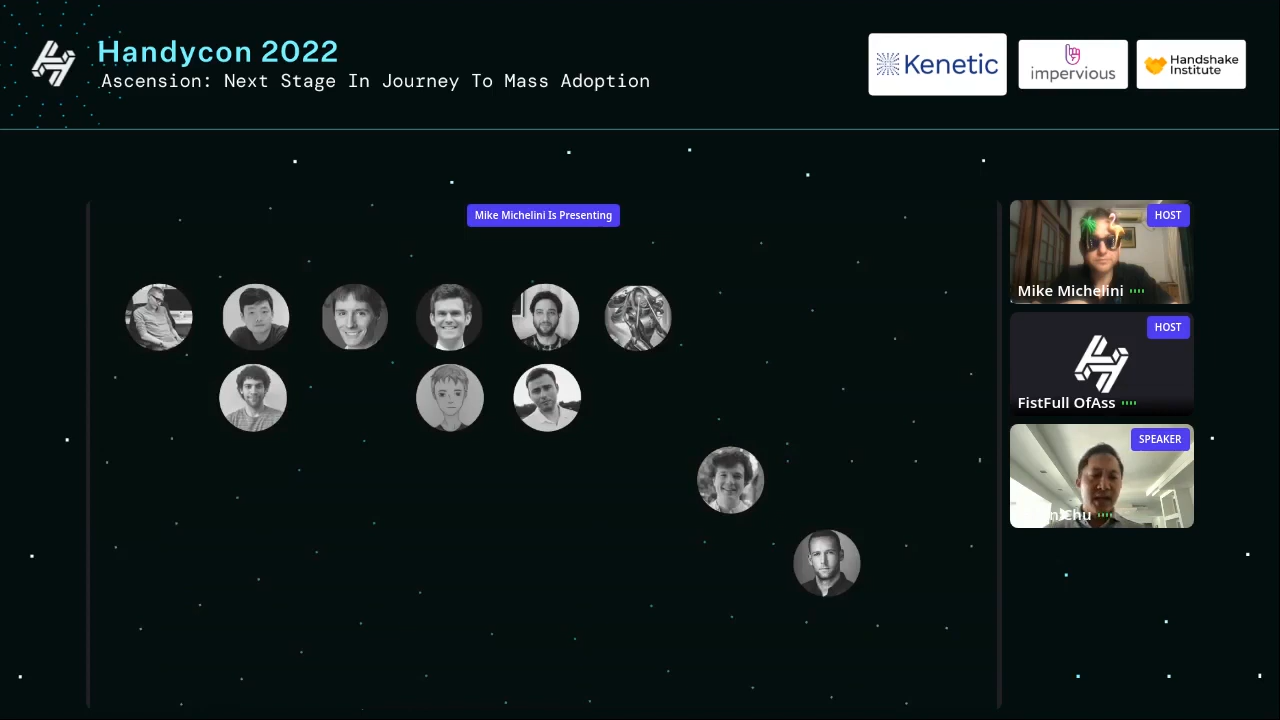 Handycon 2022
Ascension: Next Stage In Journey To Mass Adoption
Kenetic
impervious
Handshake
Institute
Mike Michelini Is Presenting
HOST
Mike Michelini
HOST
FistFull OfAss
SPEAKER
Chu